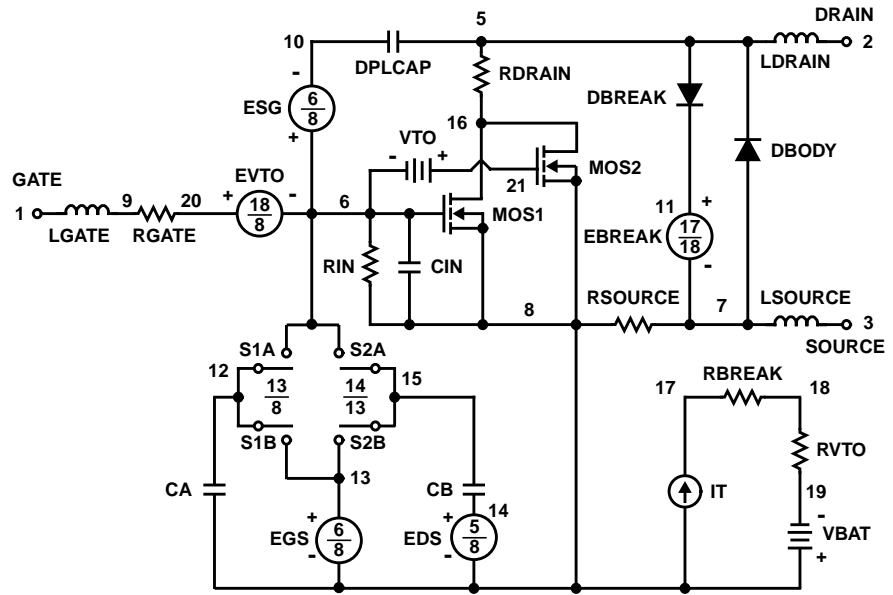 5
DRAIN
10
2
DPLCAP
LDRAIN
RDRAIN
-
DBREAK
6
8
ESG
+
16
VTO
- +
DBODY
MOS2
EVTO
GATE
+ -
21
1
9
20
18
8
6
MOS1
11
+
LGATE
RGATE
EBREAK
17
18
-
RIN
CIN
8
RSOURCE
7
LSOURCE
3
SOURCE
S1A
S2A
12
13
8
14
13
15
RBREAK
17
18
S1B
S2B
13
RVTO
CA
CB
IT
19
14
+
+
-
EGS
6
8
-
EDS
5
8
-
VBAT
+